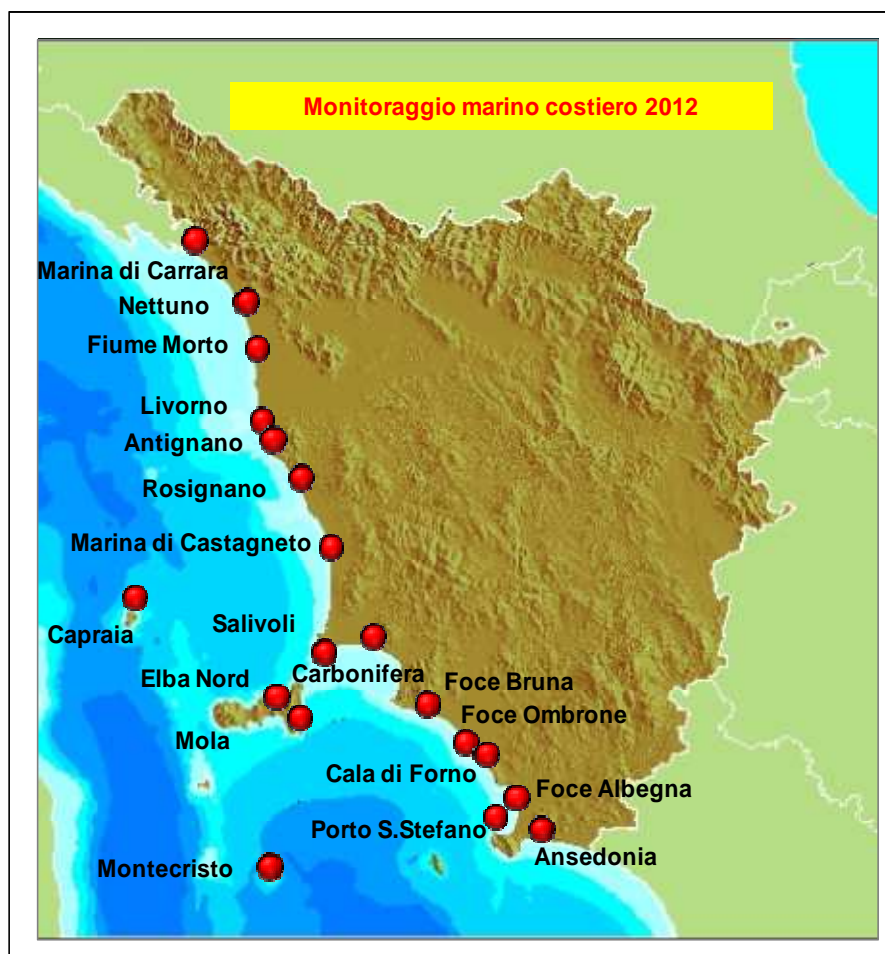 Monitoraggio marino costiero 2012
Marina di Carrara
Nettuno
Fiume Morto
Livorno
Antignano
Rosignano
Marina di Castagneto
Capraia
Salivoli
Carbonifera
Elba Nord
Foce Bruna
Foce Ombrone
Mola
Cala di Forno
Foce Albegna
Porto S.Stefano
Ansedonia
Montecristo